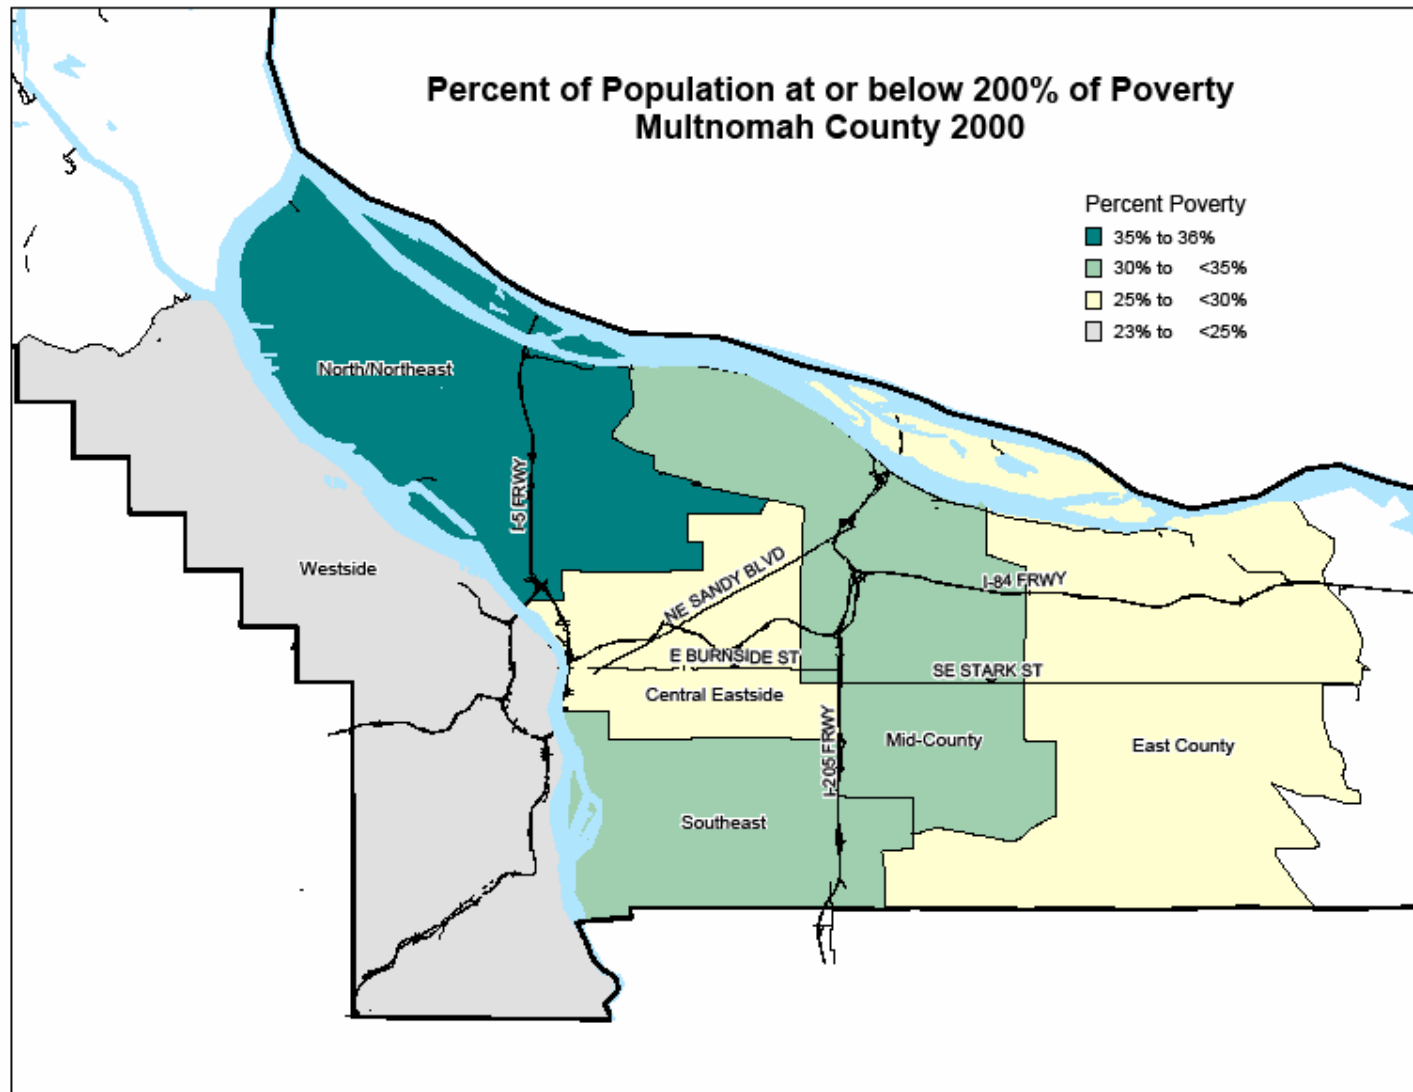 Percent of Population at or below 200% of Poverty
Multnomah County 2000
Percent Poverty
35% to 36%
30% to <35%
25% to <30%
23% to <25%
North/Northeast
I-5 FRWY
Westside
NE SANDY BLVD
I-84 FRWY
E BURNSIDE ST
SE STARK ST
Central Eastside
Mid-County
East County
I-205 FRWY
Southeast